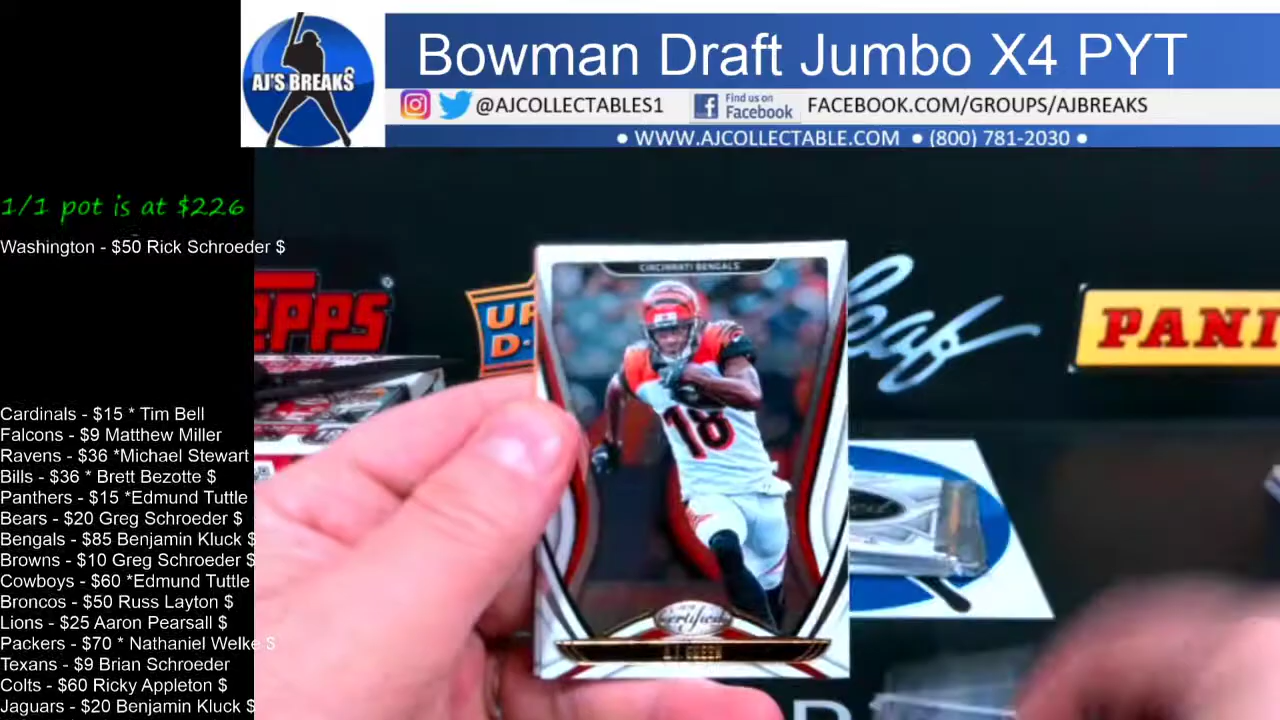 Bowman Draft Jumbo X4 PYT
AJ'S BREAKS
@AJCOLLECTABLES1 Find us on Facebook FACEBOOK.COM/GROUPS/AJBREAKS
• WWW.AJCOLLECTABLE.COM • (800) 781-2030 •
1/1 pot is at $226
Washington - $50 Rick Schroeder $
Cardinals - $15 * Tim Bell
Falcons - $9 Matthew Miller
Ravens - $36 *Michael Stewart
Bills - $36 * Brett Bezotte $
Panthers - $15 *Edmund Tuttle
Bears - $20 Greg Schroeder $
Bengals - $85 Benjamin Kluck $
Browns - $10 Greg Schroeder $
Cowboys - $60 *Edmund Tuttle
Broncos - $50 Russ Layton $
Lions - $25 Aaron Pearsall $
Packers - $70 * Nathaniel Welke $
Texans - $9 Brian Schroeder
Colts - $60 Ricky Appleton $
Jaguars - $20 Benjamin Kluck $
CINCINNATI BENGALS
18
Certified
A.J. GREEN
OPPS
UP
D
Leaf
PANI